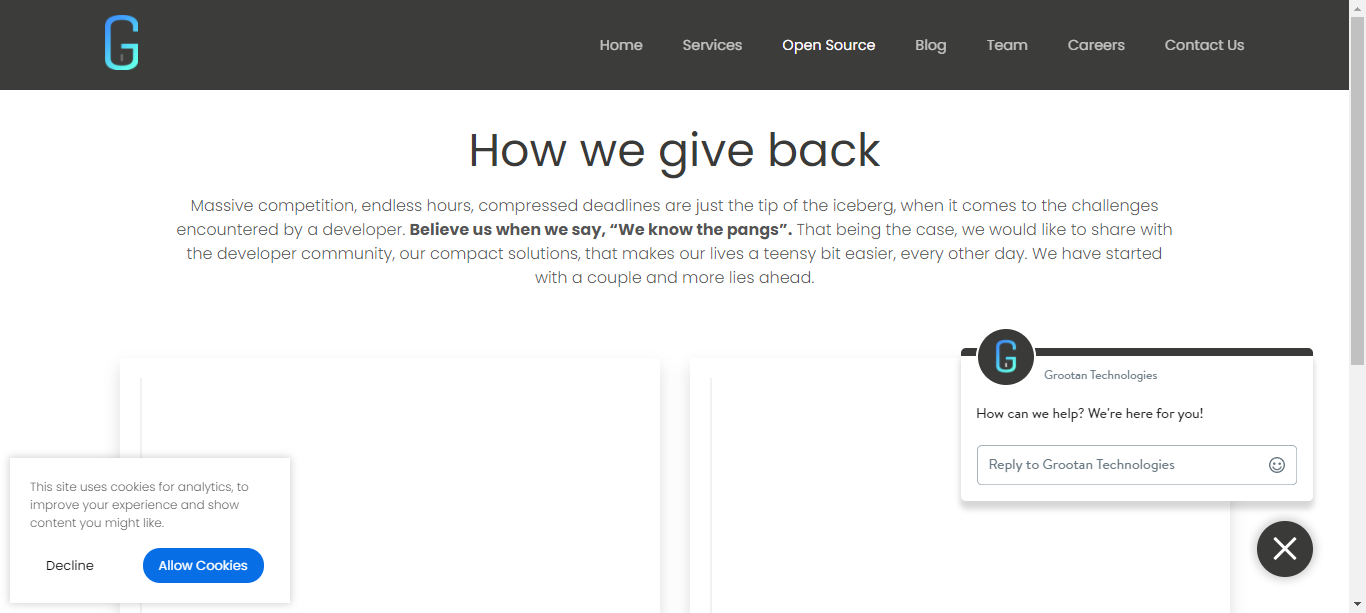 Home Services Open Source Blog Team Careers Contact Us
How we give back
Massive competition, endless hours, compressed deadlines are just the tip of the iceberg, when it comes to the challenges
encountered by a developer. Believe us when we say, “We know the pangs”. That being the case, we would like to share with
the developer community, our compact solutions, that makes our lives a teensy bit easier, every other day. We have started
with a couple and more lies ahead.
Grootan Technologies
How can we help? We're here for you!
Reply to Grootan Technologies
This site uses cookies for analytics, to
improve your experience and show
content you might like.
Decline Allow Cookies